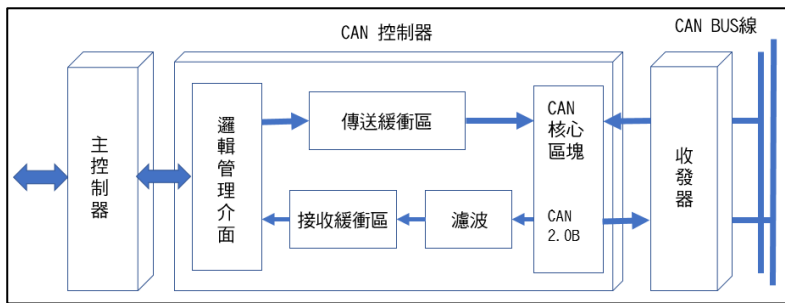 CAN 控制器
CAN BUS線
主控制器
邏輯管理介面
傳送緩衝區
接收緩衝區
濾波
CAN
核心
區塊
CAN
2.0B
收發器